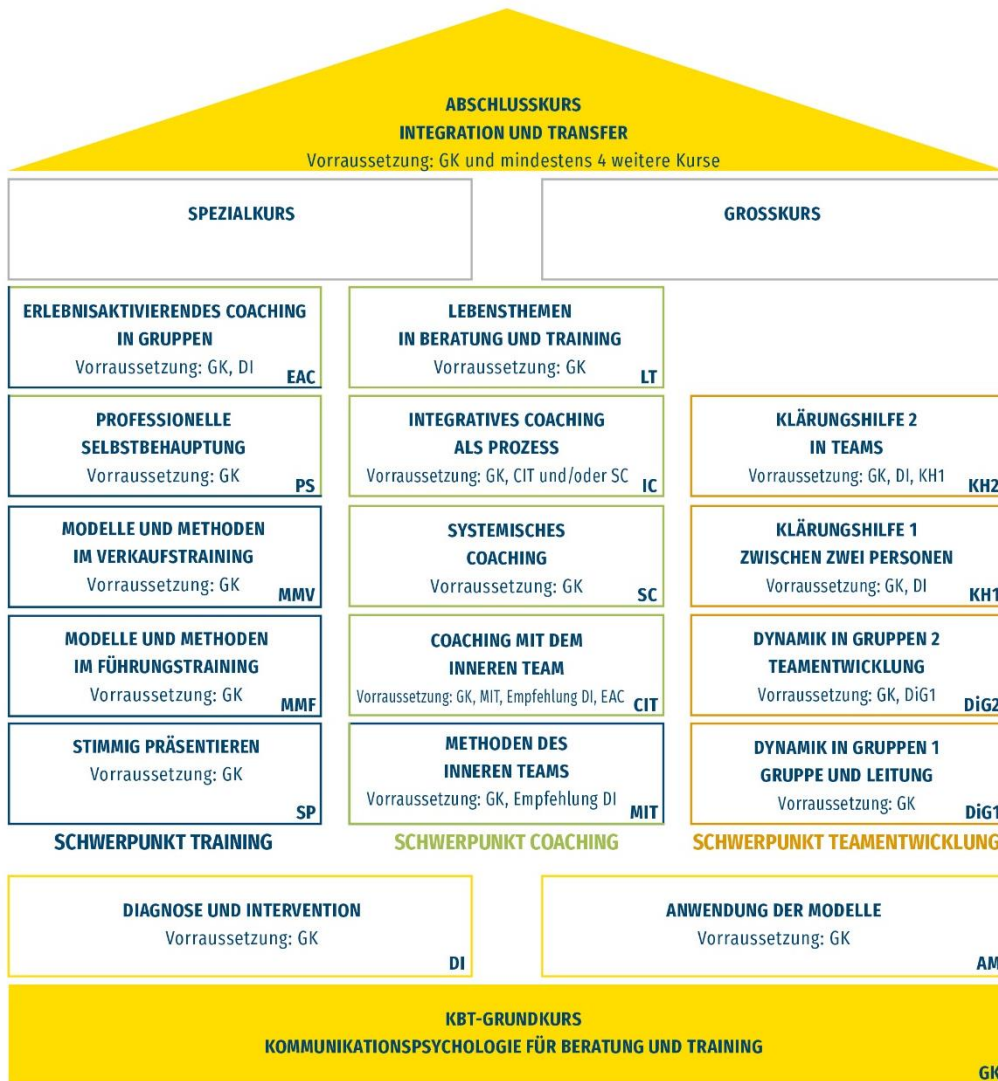 ABSCHLUSSKURS
INTEGRATION UND TRANSFER
Vorraussetzung: GK und mindestens 4 weitere Kurse
SPEZIALKURS
GROSSKURS
ERLEBNISAKTIVIERENDES COACHING
IN GRUPPEN
Vorraussetzung: GK, DI
EAC
LEBENSTHEMEN
IN BERATUNG UND TRAINING
Vorraussetzung: GK
LT
PROFESSIONELLE
SELBSTBEHAUPTUNG
Vorraussetzung: GK
PS
INTEGRATIVES COACHING
ALS PROZESS
Vorraussetzung: GK, CIT und/oder SC
IC
KLÄRUNGSHILFE 2
IN TEAMS
Vorraussetzung: GK, DI, KH1
KH2
MODELLE UND METHODEN
IM VERKAUFSTRAINING
Vorraussetzung: GK
MMV
SYSTEMISCHES
COACHING
Vorraussetzung: GK
SC
KLÄRUNGSHILFE 1
ZWISCHEN ZWEI PERSONEN
Vorraussetzung: GK, DI
KH1
MODELLE UND METHODEN
IM FÜHRUNGSTRAINING
Vorraussetzung: GK
MMF
COACHING MIT DEM
INNEREN TEAM
Vorraussetzung: GK, MIT, Empfehlung DI, EAC
CIT
DYNAMIK IN GRUPPEN 2
TEAMENTWICKLUNG
Vorraussetzung: GK, DiG1
DiG2
STIMMIG PRÄSENTIEREN
Vorraussetzung: GK
SP
METHODEN DES
INNEREN TEAMS
Vorraussetzung: GK, Empfehlung DI
MIT
DYNAMIK IN GRUPPEN 1
GRUPPE UND LEITUNG
Vorraussetzung: GK
DiG1
SCHWERPUNKT TRAINING
SCHWERPUNKT COACHING
SCHWERPUNKT TEAMENTWICKLUNG
DIAGNOSE UND INTERVENTION
Vorraussetzung: GK
DI
ANWENDUNG DER MODELLE
Vorraussetzung: GK
AM
KBT-GRUNDKURS
KOMMUNIKATIONSPSYCHOLOGIE FÜR BERATUNG UND TRAINING
GK